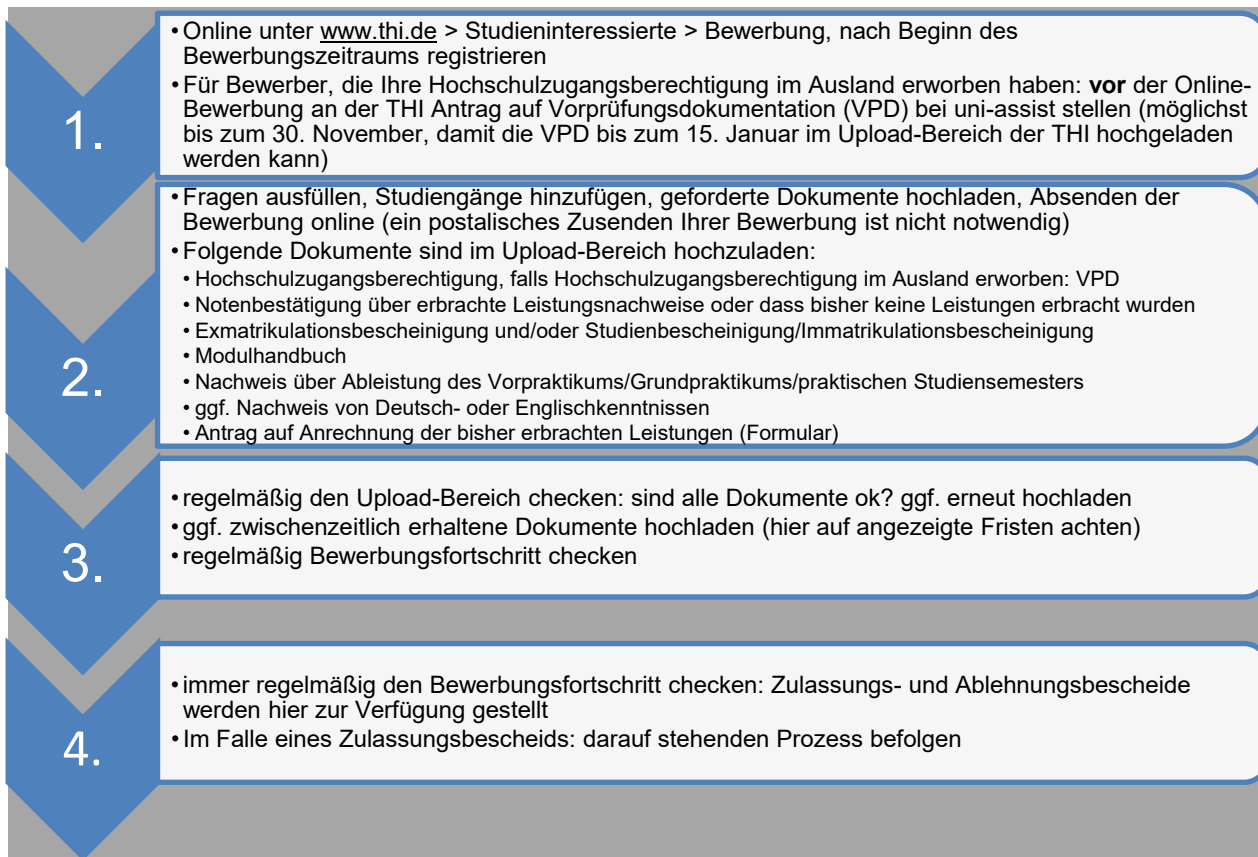 1.
• Online unter www.thi.de > Studieninteressierte > Bewerbung, nach Beginn des
Bewerbungszeitraums registrieren
• Für Bewerber, die Ihre Hochschulzugangsberechtigung im Ausland erworben haben: vor der Online-
Bewerbung an der THI Antrag auf Vorprüfungsdokumentation (VPD) bei uni-assist stellen (möglichst
bis zum 30. November, damit die VPD bis zum 15. Januar im Upload-Bereich der THI hochgeladen
werden kann)
2.
• Fragen ausfüllen, Studiengänge hinzufügen, geforderte Dokumente hochladen, Absenden der
Bewerbung online (ein postalisches Zusenden Ihrer Bewerbung ist nicht notwendig)
• Folgende Dokumente sind im Upload-Bereich hochzuladen:
• Hochschulzugangsberechtigung, falls Hochschulzugangsberechtigung im Ausland erworben: VPD
• Notenbestätigung über erbrachte Leistungsnachweise oder dass bisher keine Leistungen erbracht wurden
• Exmatrikulationsbescheinigung und/oder Studienbescheinigung/Immatrikulationsbescheinigung
• Modulhandbuch
• Nachweis über Ableistung des Vorpraktikums/Grundpraktikums/praktischen Studiensemesters
• ggf. Nachweis von Deutsch- oder Englischkenntnissen
• Antrag auf Anrechnung der bisher erbrachten Leistungen (Formular)
3.
• regelmäßig den Upload-Bereich checken: sind alle Dokumente ok? ggf. erneut hochladen
• ggf. zwischenzeitlich erhaltene Dokumente hochladen (hier auf angezeigte Fristen achten)
• regelmäßig Bewerbungsfortschritt checken
4.
• immer regelmäßig den Bewerbungsfortschritt checken: Zulassungs- und Ablehnungsbescheide
werden hier zur Verfügung gestellt
• Im Falle eines Zulassungsbescheids: darauf stehenden Prozess befolgen